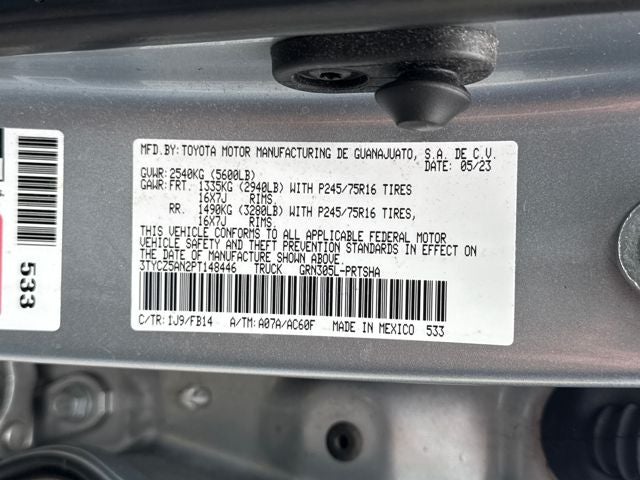 MFD.BY:TOYOTA MOTOR MANUFACTURING DE GUANAJUATO, S.A. DE C.V.
DATE: 05/23
GVWR:2540KG (5600LB)
GAWR:FRT. 1335KG (2940LB) WITH P245/75R16 TIRES
16X7J RIMS.
RR. 1490KG (3280LB) WITH P245/75R16 TIRES,
16X7J RIMS.
THIS VEHICLE CONFORMS TO ALL APPLICABLE FEDERAL MOTOR
VEHICLE SAFETY AND THEFT PREVENTION STANDARDS IN EFFECT ON
THE DATE OF MANUFACTURE SHOWN ABOVE.
3TYCZ5AN2PT148446 TRUCK GRN305L-PRTSHA
C/TR:1J9/FB14 A/TM:A07A/AC60F MADE IN MEXICO 533
533